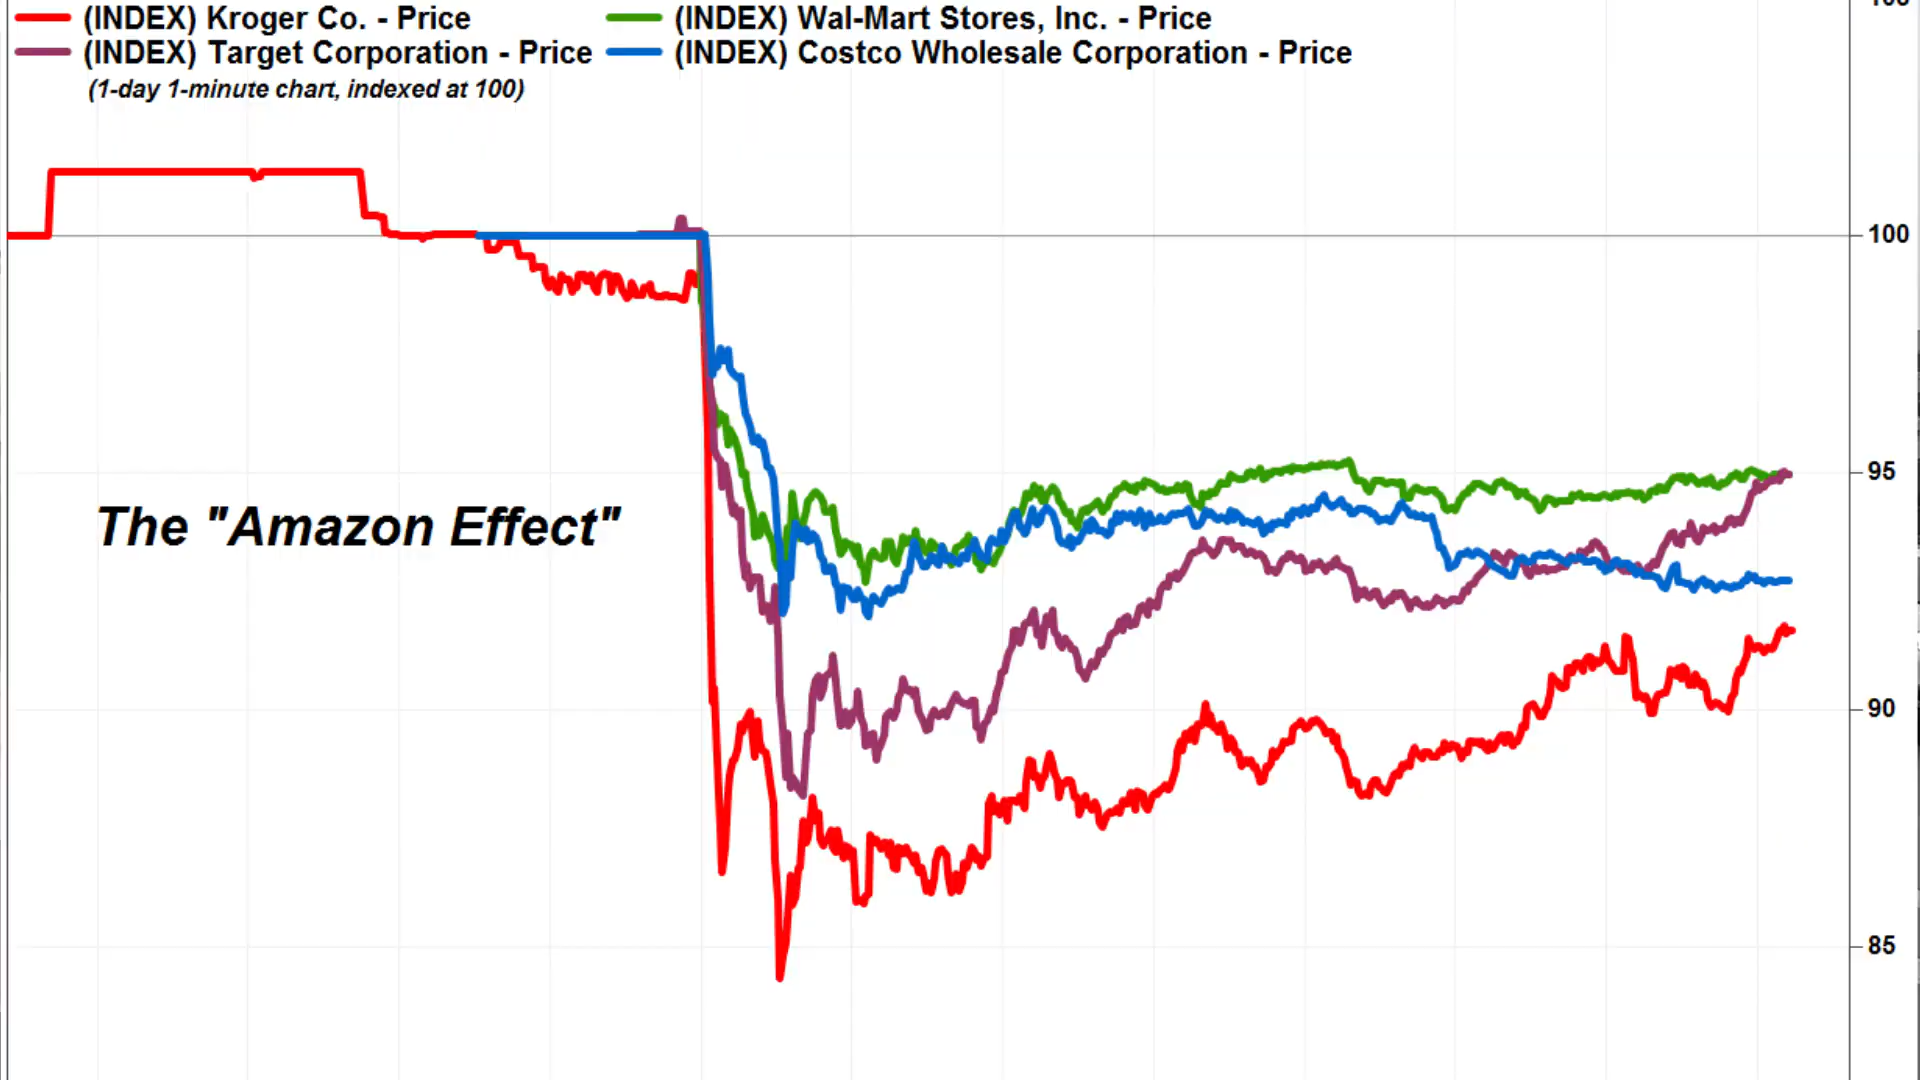 (INDEX) Kroger Co. - Price
(INDEX) Wal-Mart Stores, Inc. - Price
(INDEX) Target Corporation - Price
(INDEX) Costco Wholesale Corporation - Price
(1-day 1-minute chart, indexed at 100)
100
95
The "Amazon Effect"
90
85